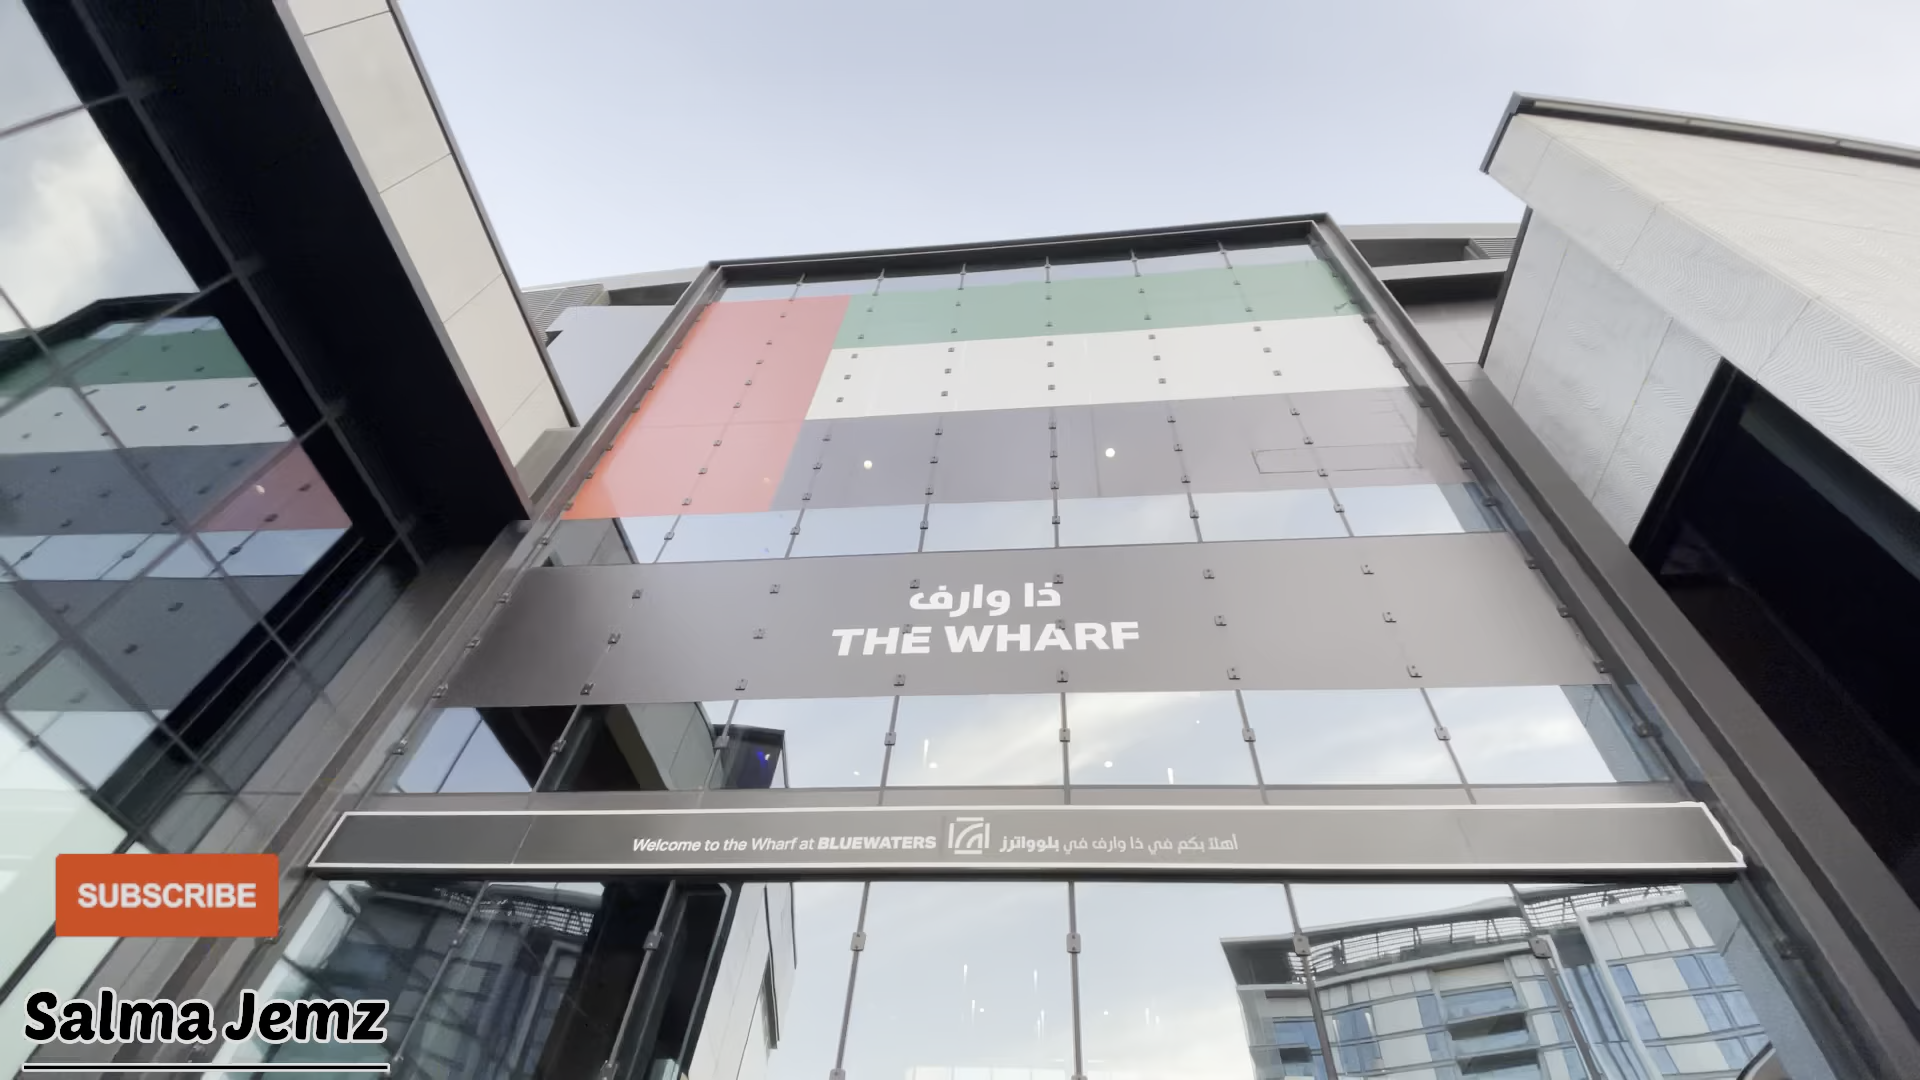 ذا وارف
THE WHARF
Welcome to the Wharf at BLUEWATERS أهلا بكم في ذا وارف في بلوواترز
SUBSCRIBE
Salma Jemz